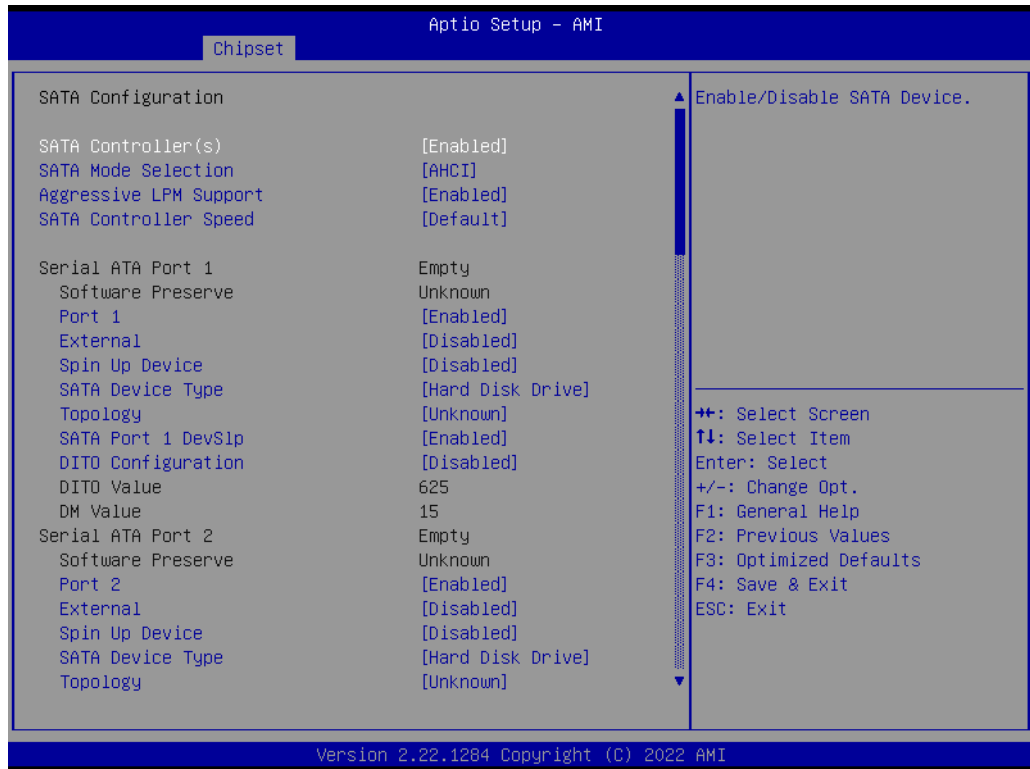 Aptio Setup – AMI
Chipset
SATA Configuration
SATA Controller(s) [Enabled]
SATA Mode Selection [AHCI]
Aggressive LPM Support [Enabled]
SATA Controller Speed [Default]
Serial ATA Port 1 Empty
Software Preserve Unknown
Port 1 [Enabled]
External [Disabled]
Spin Up Device [Disabled]
SATA Device Type [Hard Disk Drive]
Topology [Unknown]
SATA Port 1 DevSlp [Enabled]
DITO Configuration [Disabled]
DITO Value 625
DM Value 15
Serial ATA Port 2 Empty
Software Preserve Unknown
Port 2 [Enabled]
External [Disabled]
Spin Up Device [Disabled]
SATA Device Type [Hard Disk Drive]
Topology [Unknown]
Enable/Disable SATA Device.
→←: Select Screen
↑↓: Select Item
Enter: Select
+/-: Change Opt.
F1: General Help
F2: Previous Values
F3: Optimized Defaults
F4: Save & Exit
ESC: Exit
Version 2.22.1284 Copyright (C) 2022 AMI